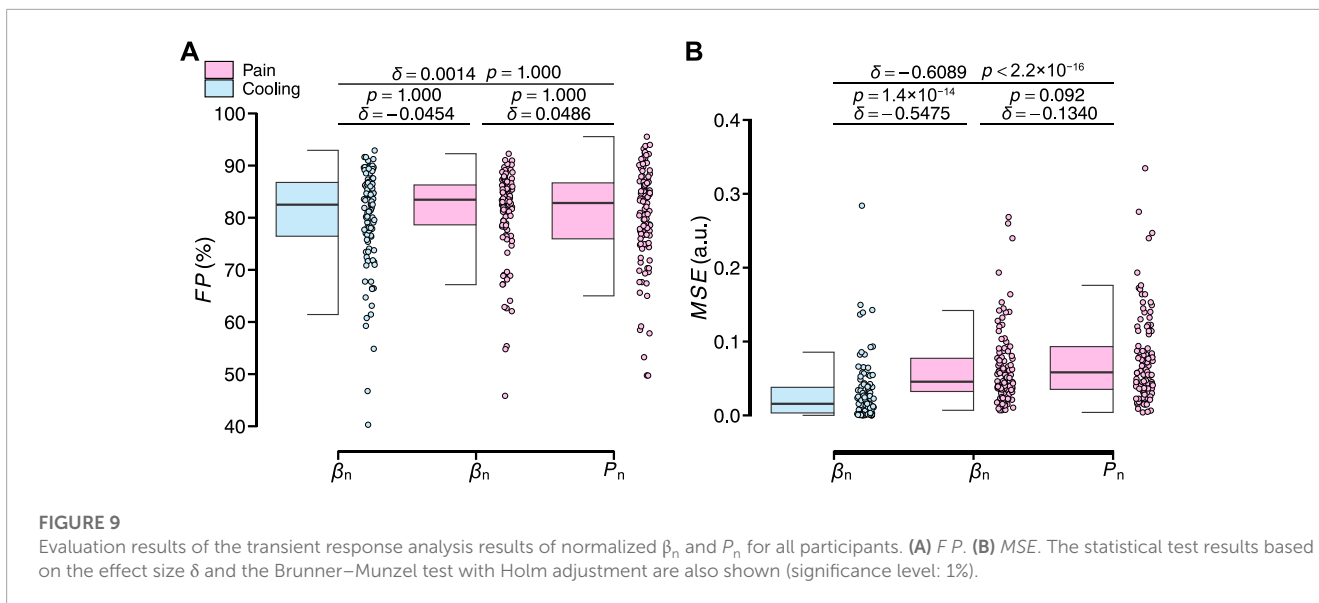 A
Pain
Cooling
δ = 0.0014 p = 1.000
p = 1.000 p = 1.000
δ = −0.0454 δ = 0.0486
100
90
80
70
60
50
40
FP (%)
βn βn Pn
B
δ = −0.6089 p < 2.2×10⁻¹⁶
p = 1.4×10⁻¹⁴ p = 0.092
δ = −0.5475 δ = −0.1340
0.4
0.3
0.2
0.1
0.0
MSE (a.u.)
βn βn Pn
FIGURE 9
Evaluation results of the transient response analysis results of normalized βn and Pn for all participants. (A) F P. (B) MSE. The statistical test results based
on the effect size δ and the Brunner–Munzel test with Holm adjustment are also shown (significance level: 1%).